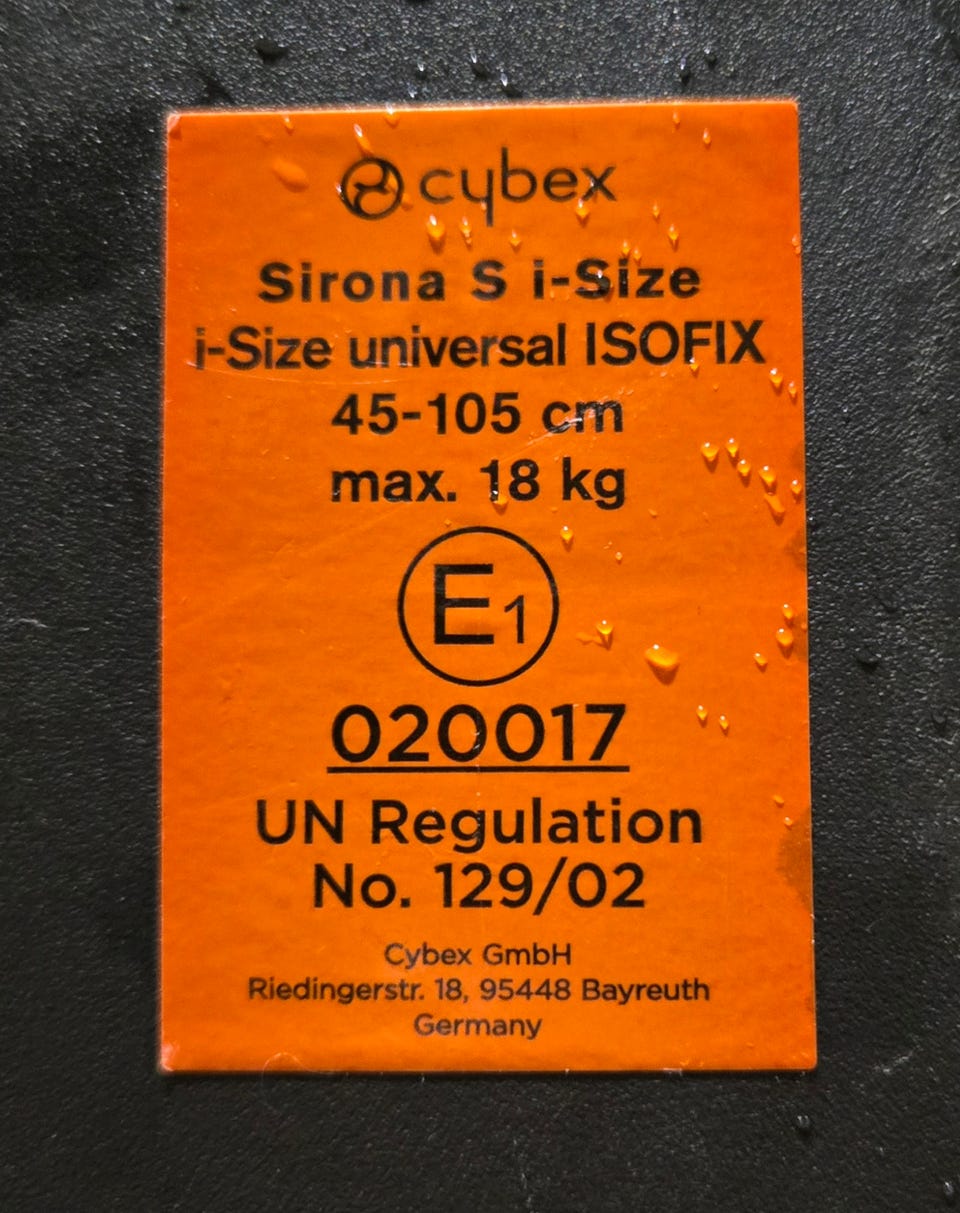 cybex
Sirona S i-Size
i-Size universal ISOFIX
45-105 cm
max. 18 kg
E1
020017
UN Regulation
No. 129/02
Cybex GmbH
Riedingerstr. 18, 95448 Bayreuth
Germany